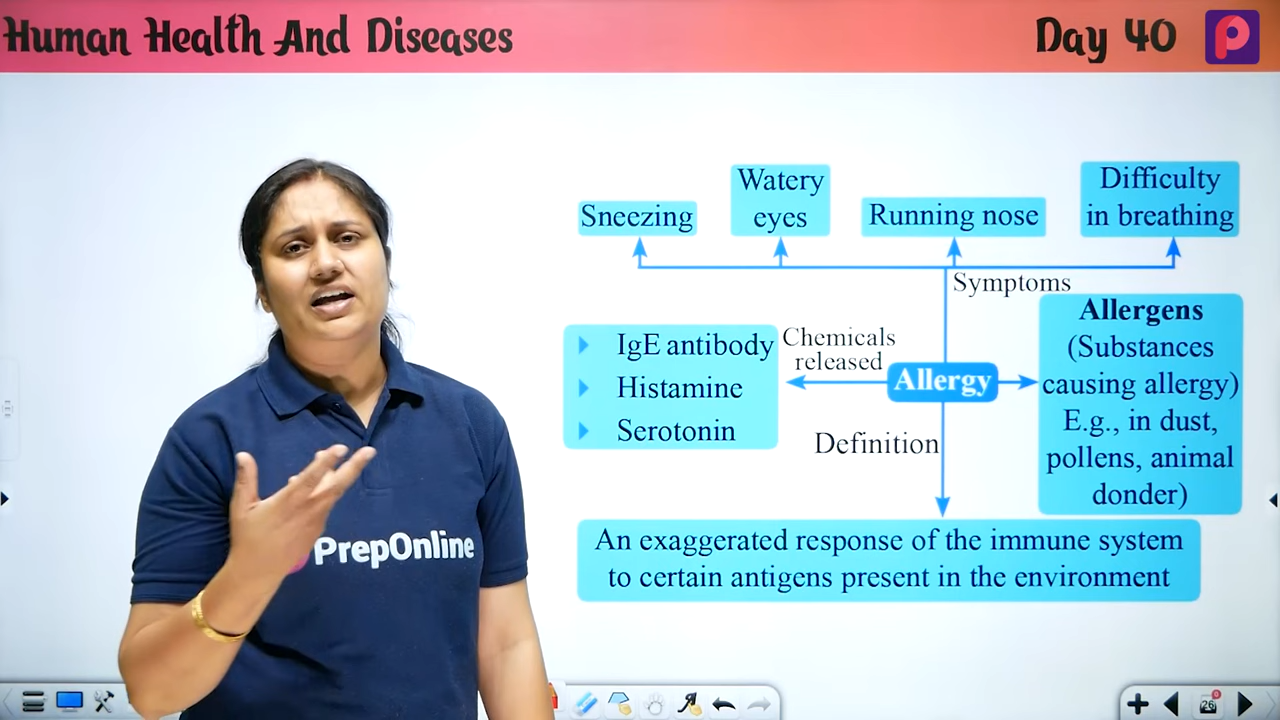 Human Health And Diseases
Day 40
Sneezing
Watery
eyes
Running nose
Difficulty
in breathing
Symptoms
IgE antibody
Histamine
Serotonin
Chemicals
released
Allergy
Allergens
(Substances
causing allergy)
E.g., in dust,
pollens, animal
donder)
Definition
An exaggerated response of the immune system
to certain antigens present in the environment
PrepOnline
26